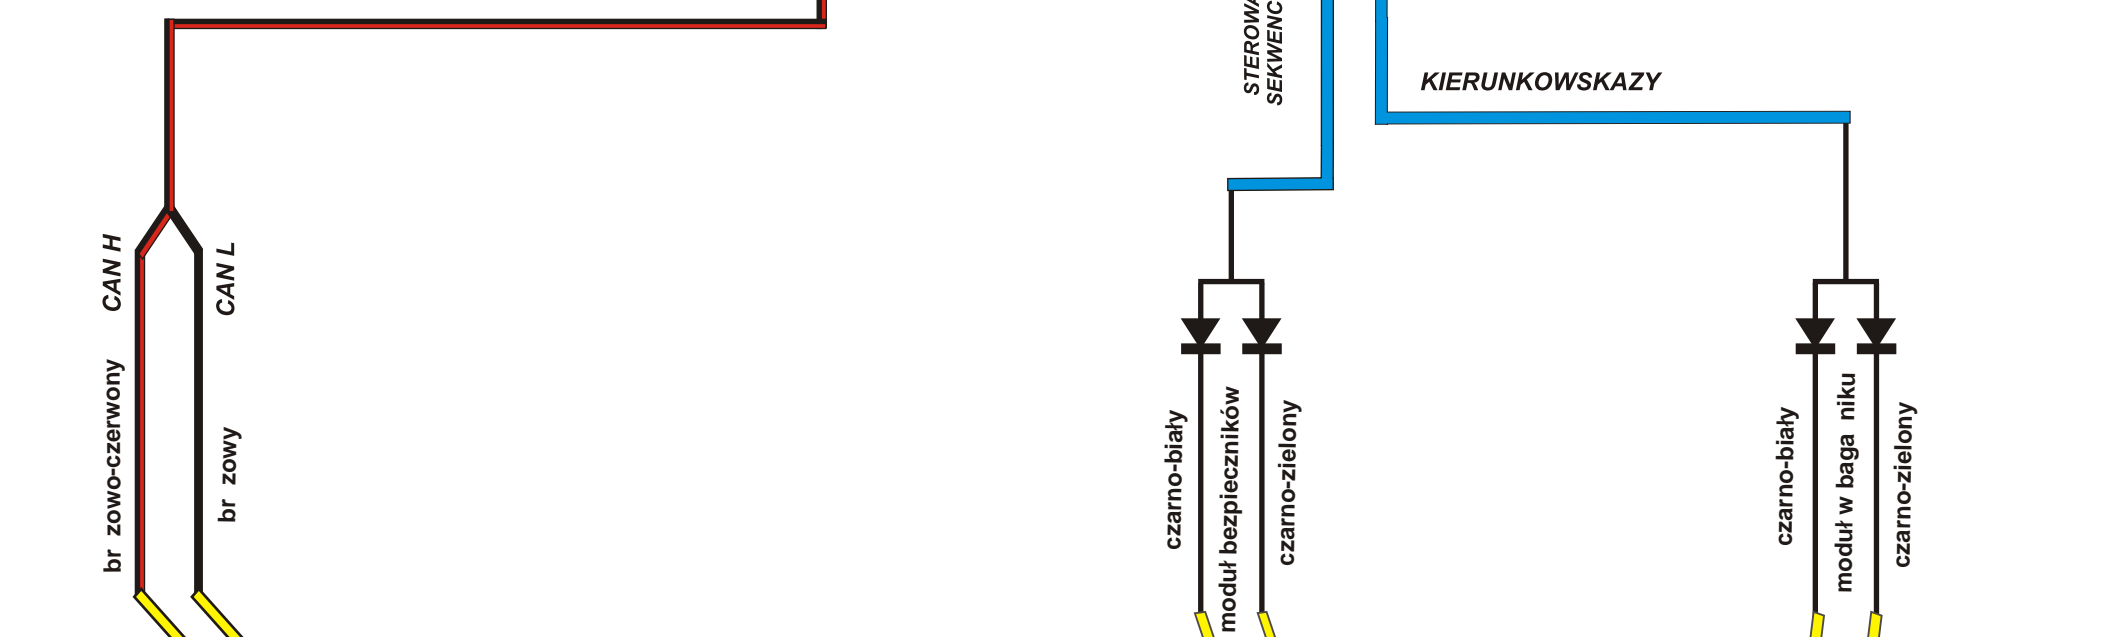 STEROWA
SEKWENC
KIERUNKOWSKAZY
CAN H
CAN L
br zowo-czerwony
br zowy
czarno-biały
moduł bezpieczników
czarno-zielony
czarno-biały
moduł w baga niku
czarno-zielony